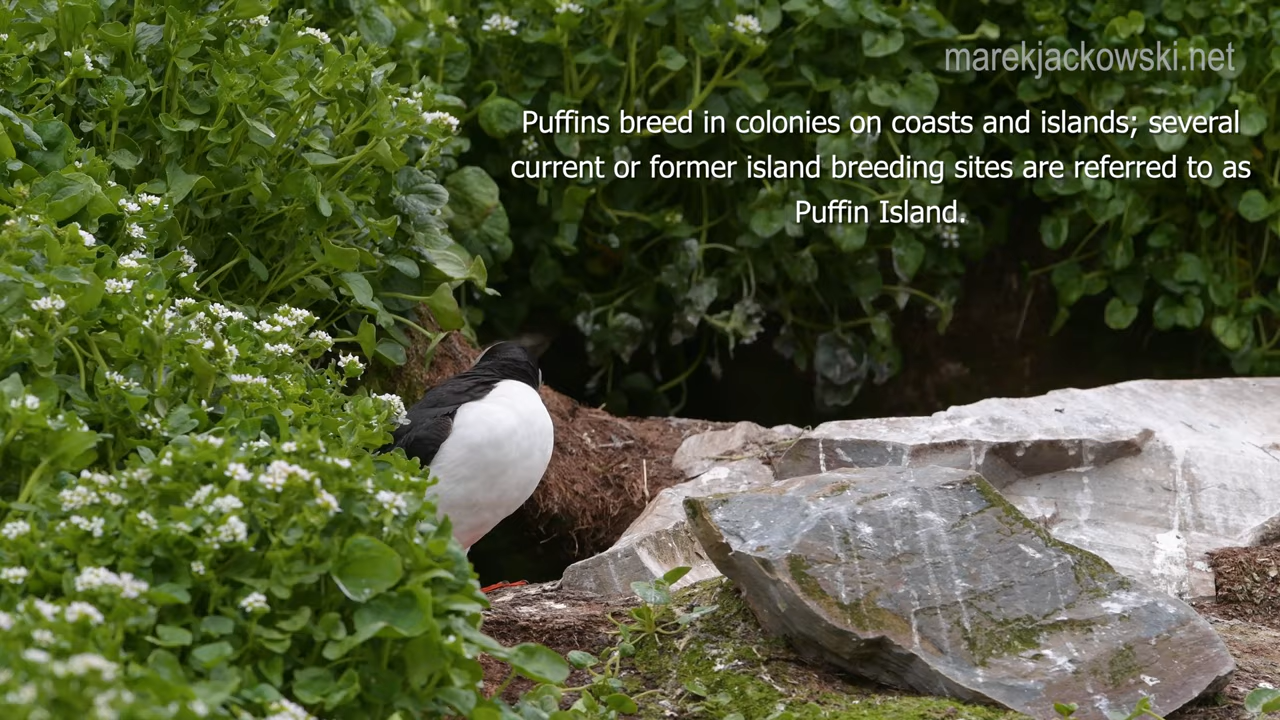 marekjackowski.net
Puffins breed in colonies on coasts and islands; several
current or former island breeding sites are referred to as
Puffin Island.